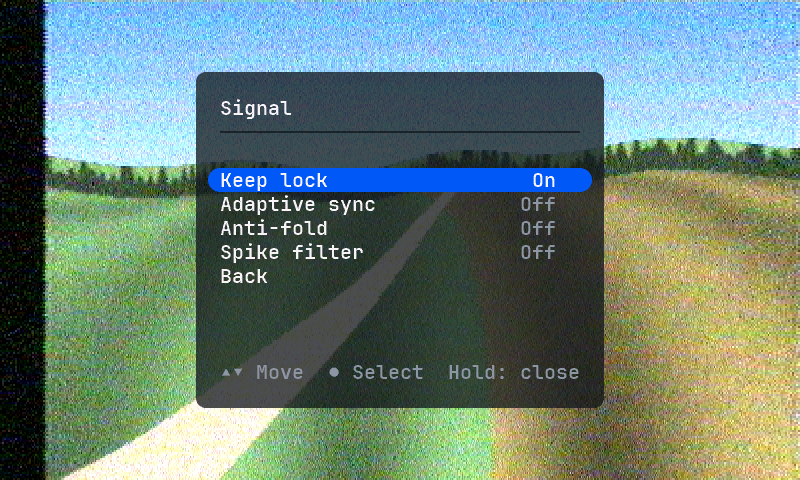 Signal
Keep lock On
Adaptive sync Off
Anti-fold Off
Spike filter Off
Back
▲▼ Move ● Select Hold: close